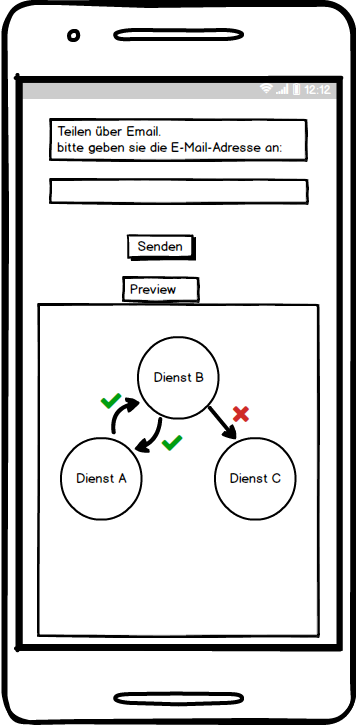 12:12
Teilen über Email.
bitte geben sie die E-Mail-Adresse an:
Senden
Preview
Dienst B
Dienst A
Dienst C